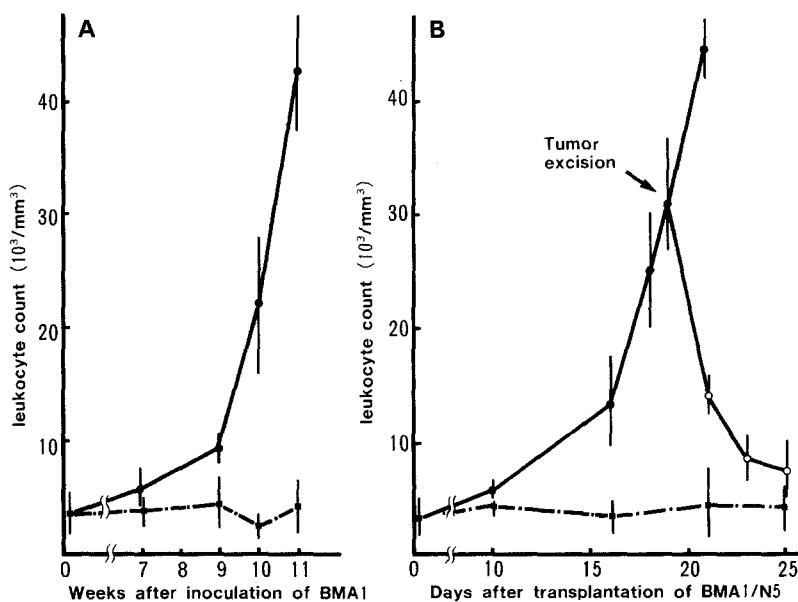 A
leukocyte count (10³/mm³)
40
30
20
10
0 7 8 9 10 11
Weeks after inoculation of BMA1
B
leukocyte count (10³/mm³)
Tumor
excision
40
30
20
10
0 10 15 20 25
Days after transplantation of BMA1/N5